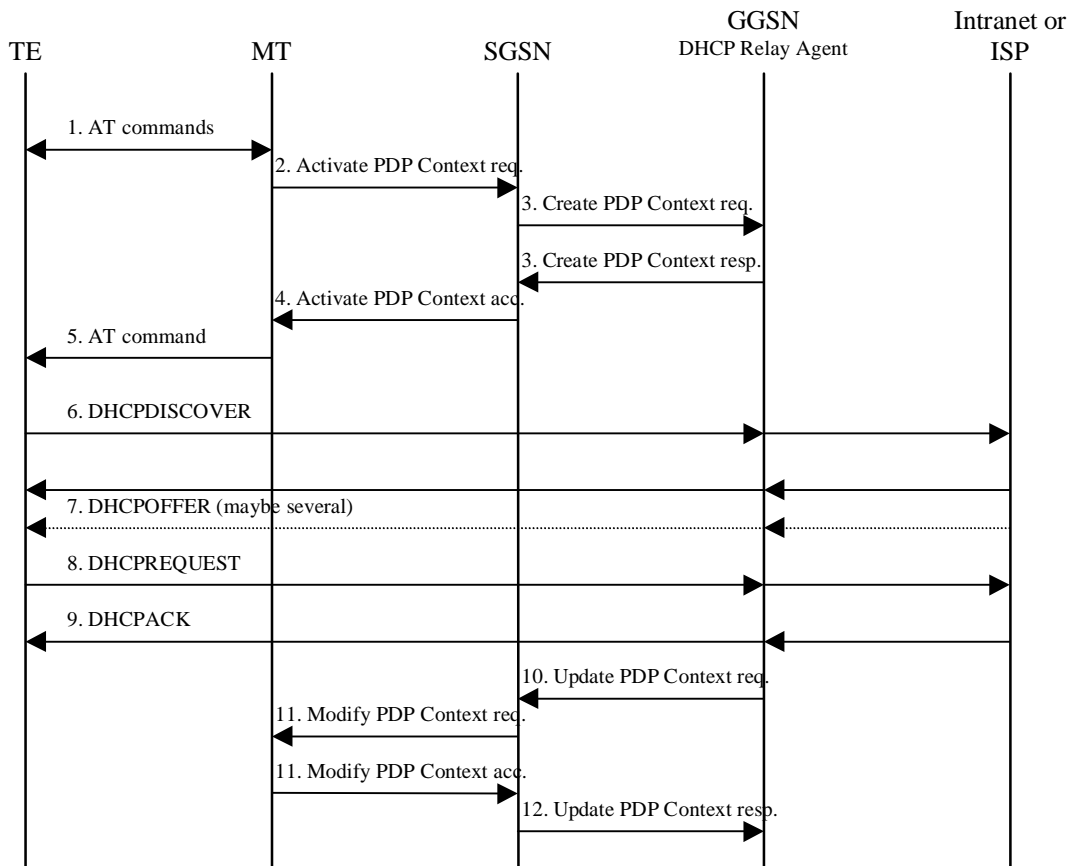 GGSN
Intranet or
TE
MT
SGSN
DHCP Relay Agent
ISP
1. AT commands
2. Activate PDP Context req.
3. Create PDP Context req.
3. Create PDP Context resp.
4. Activate PDP Context acc.
5. AT command
6. DHCPDISCOVER
7. DHCPOFFER (maybe several)
8. DHCPREQUEST
9. DHCPACK
10. Update PDP Context req.
11. Modify PDP Context req.
11. Modify PDP Context acc.
12. Update PDP Context resp.